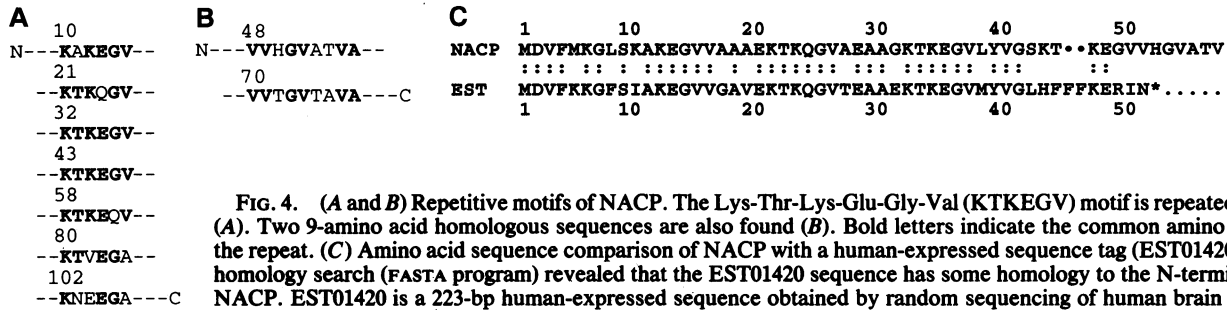 A
10
N---KAKEGV--
21
--KTKQGV--
32
--KTKEGV--
43
--KTKEGV--
58
--KTKEQV--
80
--KTVEGA--
102
--KNEEGA---C
B
48
N---VVHGVATVA--
70
--VVTGVTAVA---C
C
1 10 20 30 40 50
NACP MDVFMKGLSKAKEGVVAAAEKTKQGVAEAAGKTKEGVLYVGSKT••KEGVVHGVATV
:::: :: :: :::::: : :::::::: ::: :::::: ::: ::
EST MDVFKKGFSIAKEGVVGAVEKTKQGVTEAAEKTKEGVMYVGLHFFFKERIN*.....
1 10 20 30 40 50
FIG. 4. (A and B) Repetitive motifs of NACP. The Lys-Thr-Lys-Glu-Gly-Val (KTKEGV) motif is repeated
(A). Two 9-amino acid homologous sequences are also found (B). Bold letters indicate the common amino
the repeat. (C) Amino acid sequence comparison of NACP with a human-expressed sequence tag (EST0142
homology search (FASTA program) revealed that the EST01420 sequence has some homology to the N-termi
NACP. EST01420 is a 223-bp human-expressed sequence obtained by random sequencing of human brain